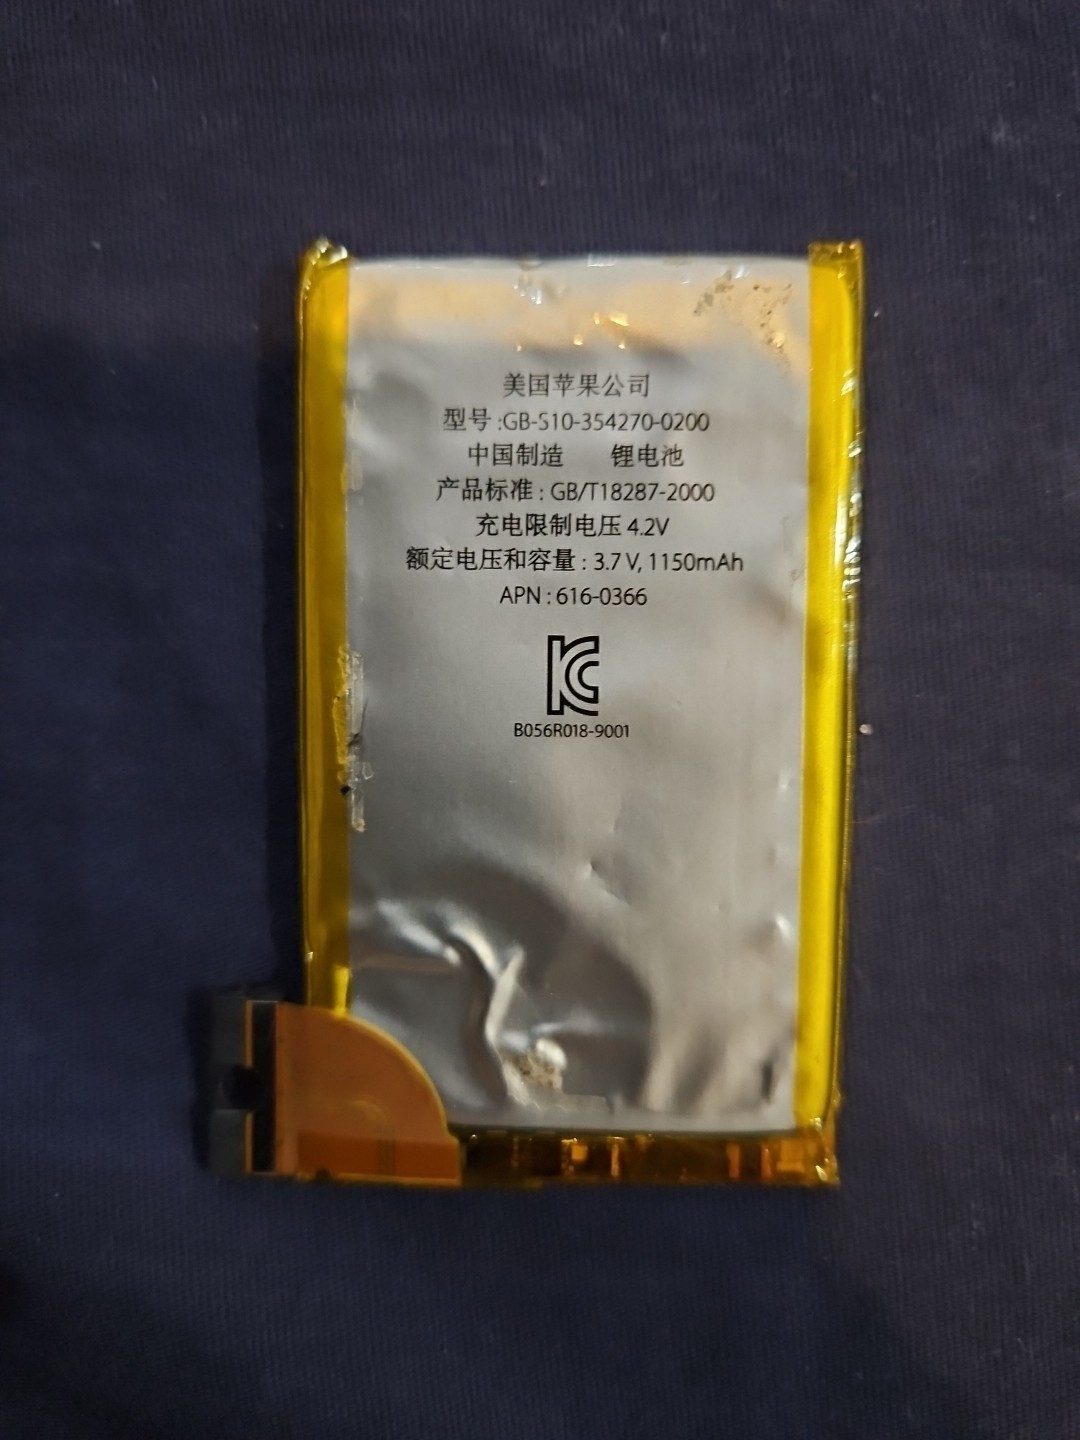 美国苹果公司
型号 :GB-S10-354270-0200
中国制造 锂电池
产品标准 : GB/T18287-2000
充电限制电压 4.2V
额定电压和容量 : 3.7 V, 1150mAh
APN : 616-0366
KC
B056R018-9001